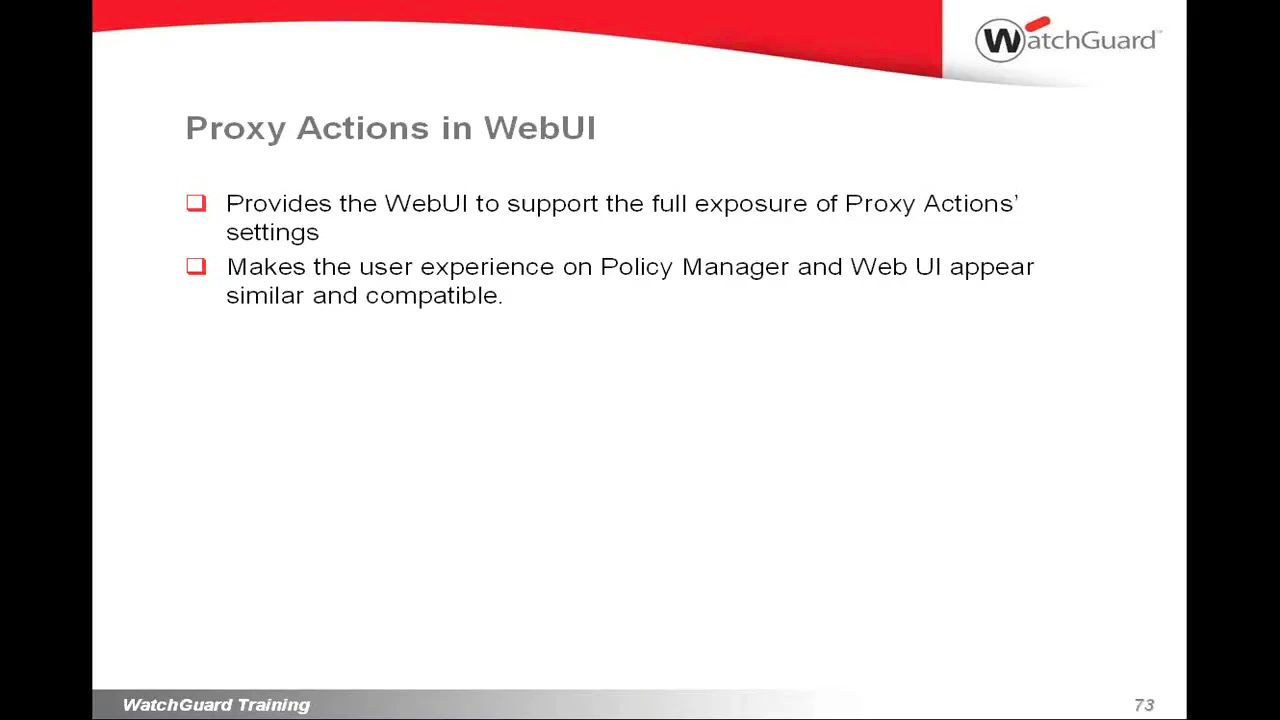 WatchGuard
Proxy Actions in WebUI
Provides the WebUI to support the full exposure of Proxy Actions’
settings
Makes the user experience on Policy Manager and Web UI appear
similar and compatible.
WatchGuard Training
73